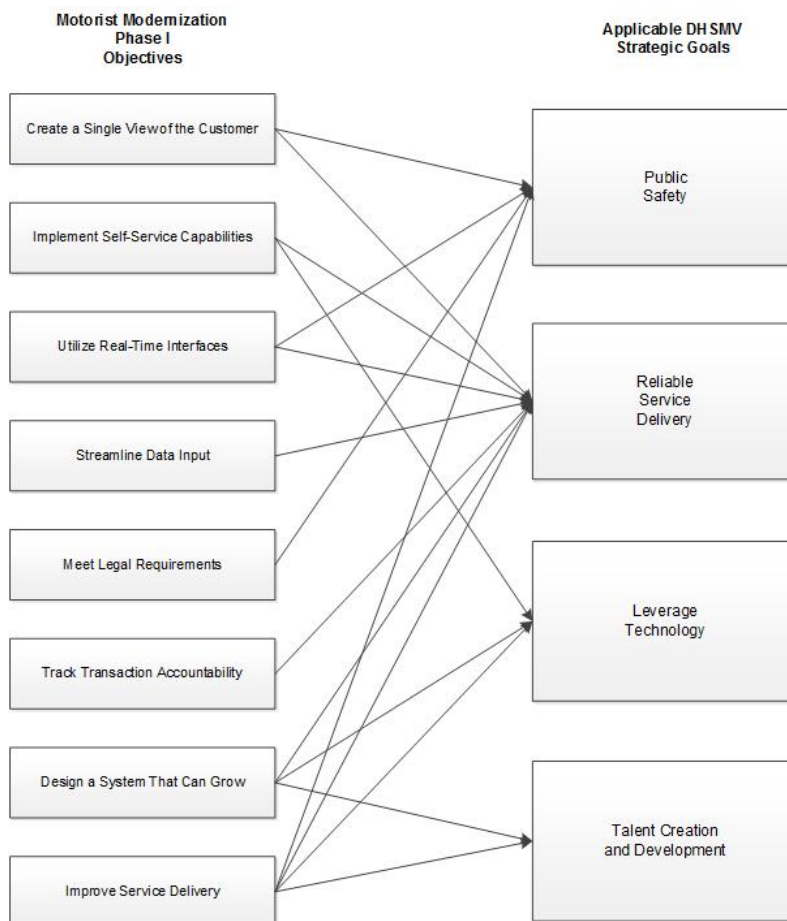 Motorist Modernization
Phase I
Objectives
Applicable DHSMV
Strategic Goals
Create a Single View of the Customer
Implement Self-Service Capabilities
Utilize Real-Time Interfaces
Streamline Data Input
Meet Legal Requirements
Track Transaction Accountability
Design a System That Can Grow
Improve Service Delivery
Public
Safety
Reliable
Service
Delivery
Leverage
Technology
Talent Creation
and Development